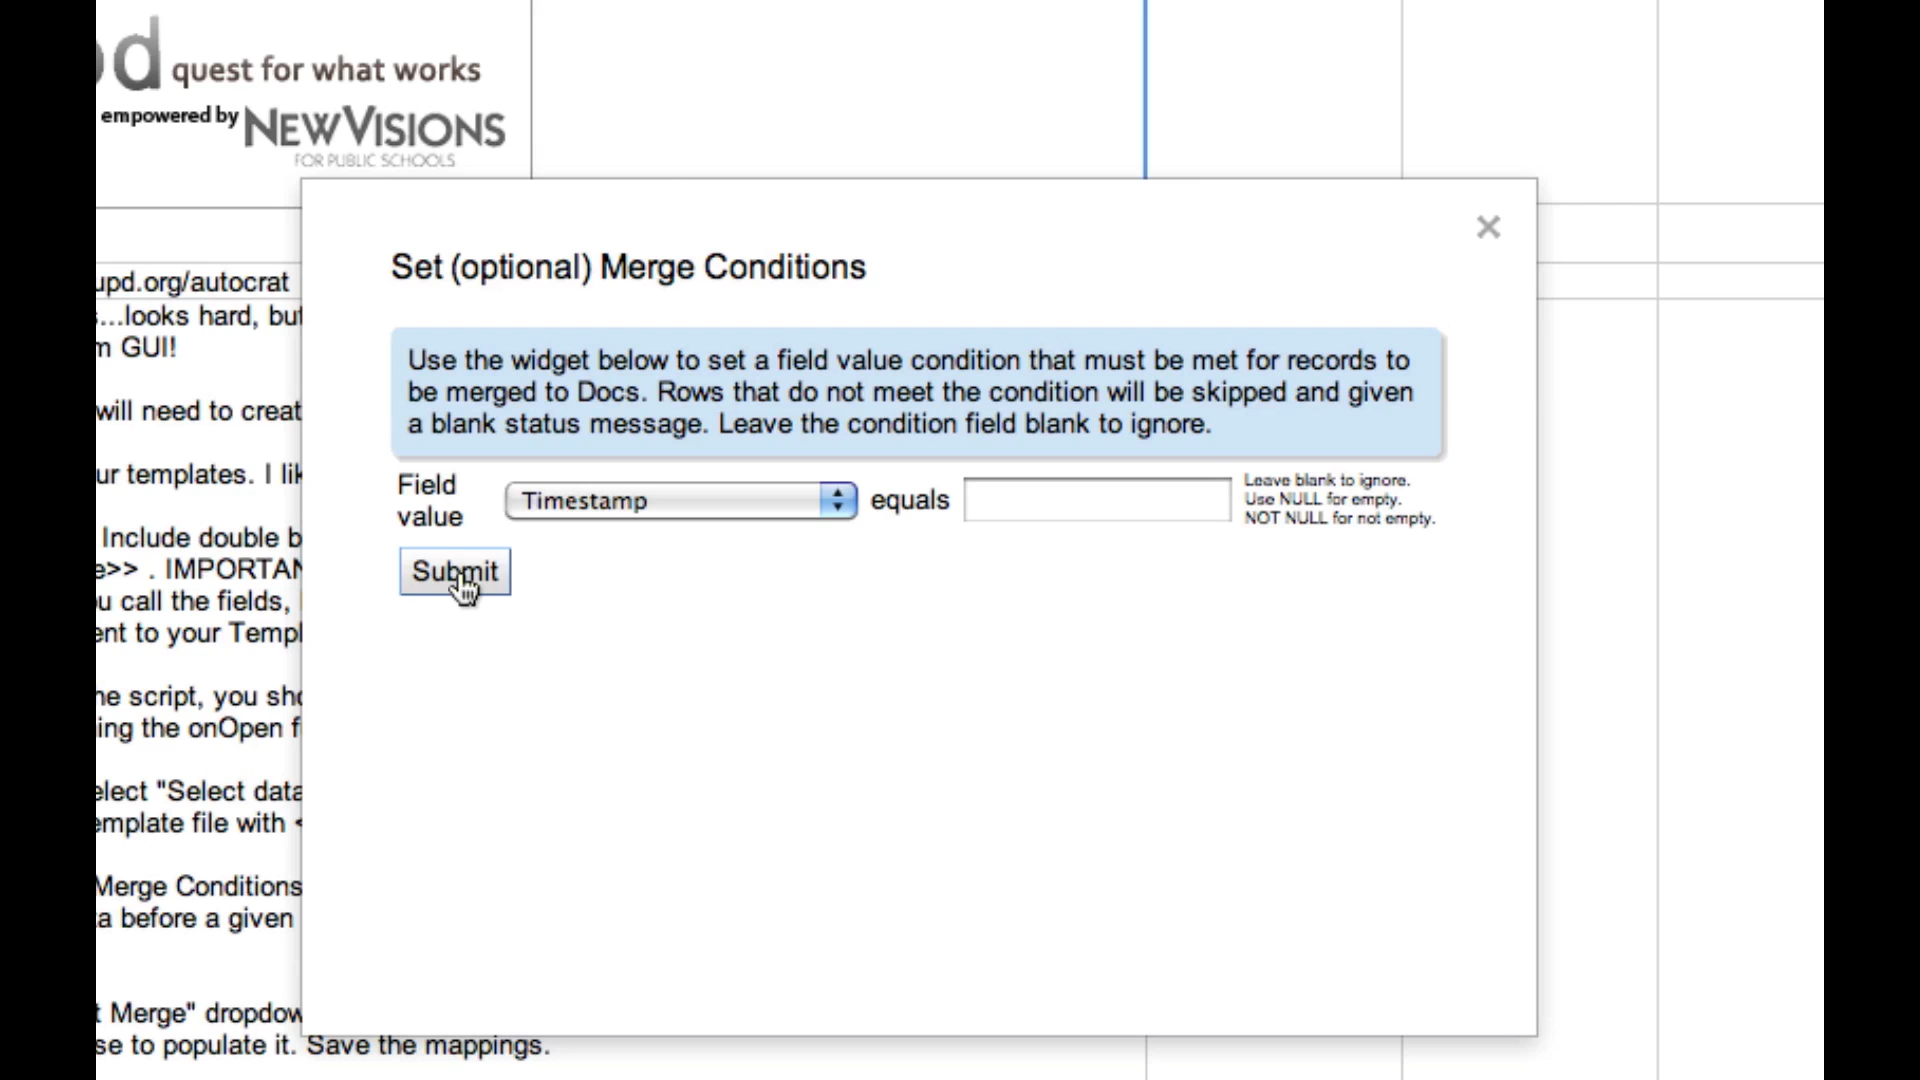 d quest for what works
empowered by NEWVISIONS
FOR PUBLIC SCHOOLS
Set (optional) Merge Conditions
Use the widget below to set a field value condition that must be met for records to
be merged to Docs. Rows that do not meet the condition will be skipped and given
a blank status message. Leave the condition field blank to ignore.
Field
value
Timestamp
equals
Leave blank to ignore.
Use NULL for empty.
NOT NULL for not empty.
Submit
upd.org/autocrat
s...looks hard, but
m GUI!
will need to creat
ur templates. I lik
Include double b
e>> . IMPORTAN
u call the fields,
ent to your Templ
he script, you sho
ing the onOpen f
elect "Select data
emplate file with <
Merge Conditions
a before a given
t Merge" dropdow
se to populate it. Save the mappings.